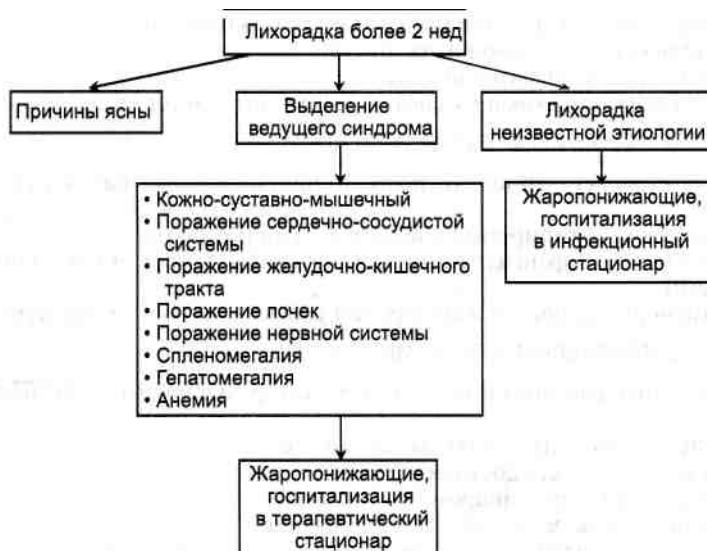 Лихорадка более 2 нед
Причины ясны
Выделение
ведущего синдрома
Лихорадка
неизвестной этиологии
• Кожно-суставно-мышечный
• Поражение сердечно-сосудистой
системы
• Поражение желудочно-кишечного
тракта
• Поражение почек
• Поражение нервной системы
• Спленомегалия
• Гепатомегалия
• Анемия
Жаропонижающие,
госпитализация
в инфекционный
стационар
Жаропонижающие,
госпитализация
в терапевтический
стационар